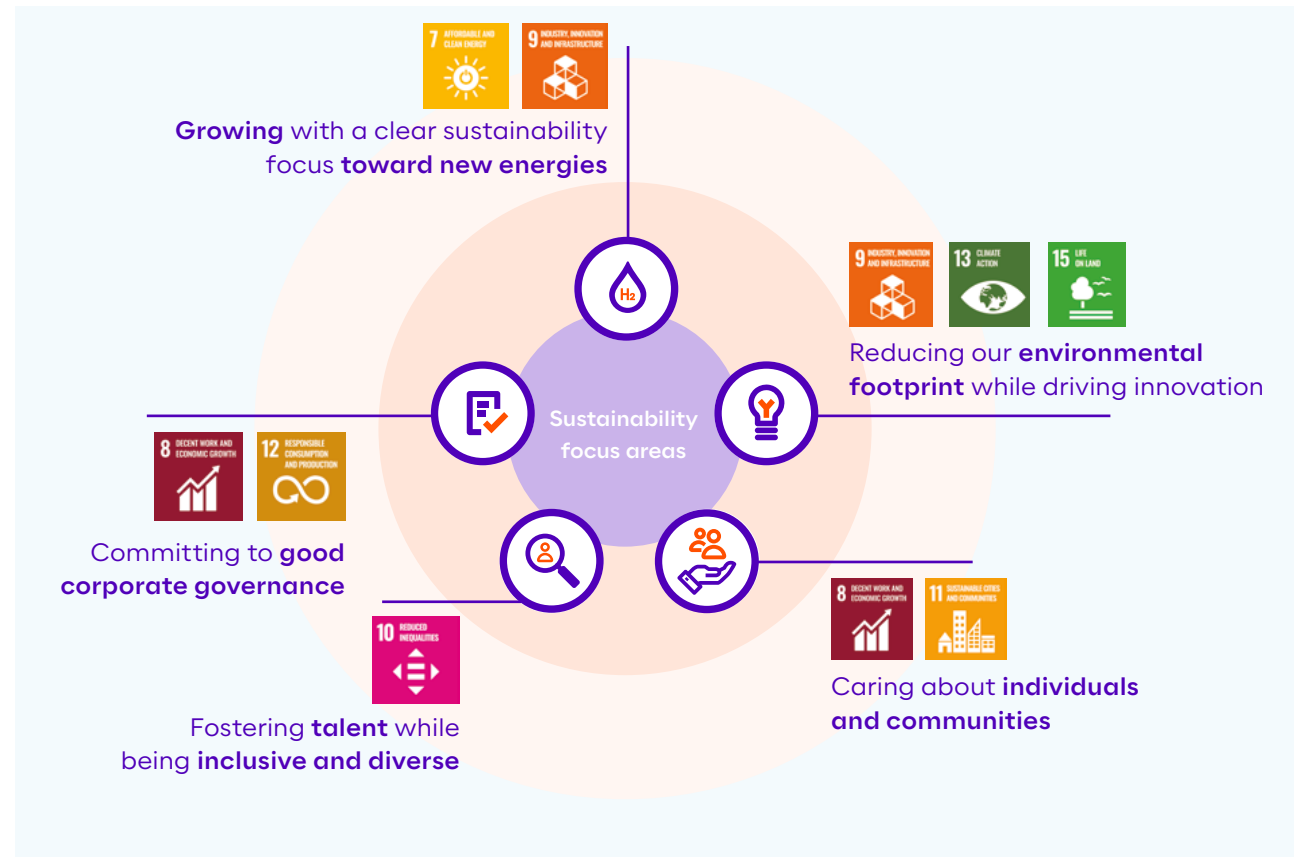 7 AFFORDABLE AND
CLEAN ENERGY
9 INDUSTRY, INNOVATION
AND INFRASTRUCTURE
Growing with a clear sustainability
focus toward new energies
H2
9 INDUSTRY, INNOVATION
AND INFRASTRUCTURE
13 CLIMATE
ACTION
15 LIFE
ON LAND
Reducing our environmental
footprint while driving innovation
Sustainability
focus areas
8 DECENT WORK AND
ECONOMIC GROWTH
12 RESPONSIBLE
CONSUMPTION
AND PRODUCTION
Committing to good
corporate governance
8 DECENT WORK AND
ECONOMIC GROWTH
11 SUSTAINABLE CITIES
AND COMMUNITIES
Caring about individuals
and communities
10 REDUCED
INEQUALITIES
Fostering talent while
being inclusive and diverse